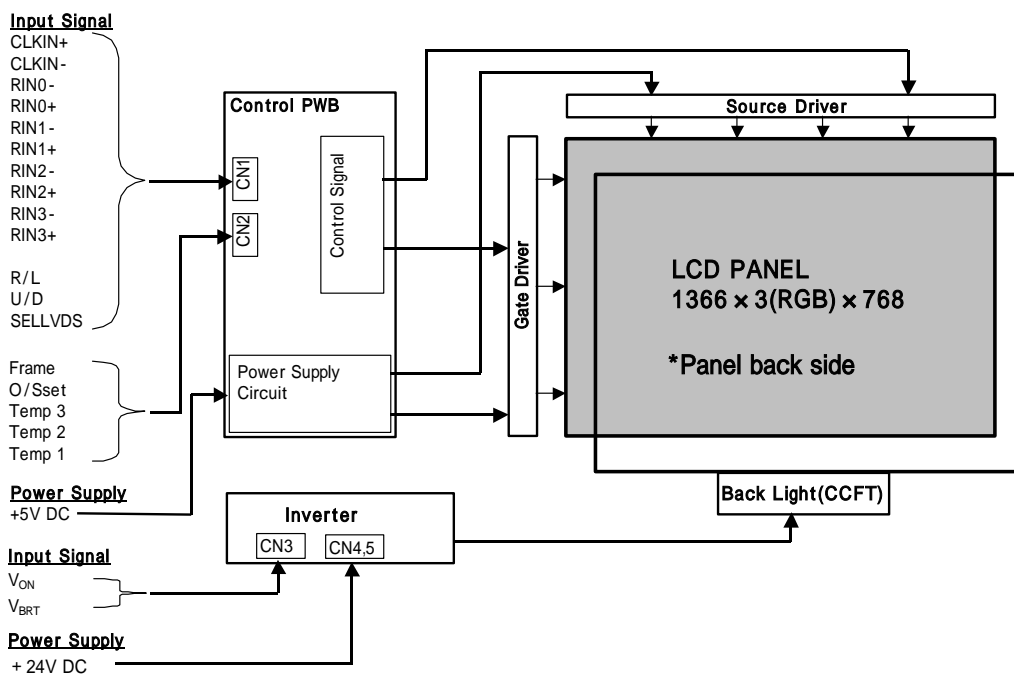 Input Signal
CLKIN+
CLKIN-
RIN0-
RIN0+
RIN1-
RIN1+
RIN2-
RIN2+
RIN3-
RIN3+
R/L
U/D
SELLVDS
Frame
O/Sset
Temp 3
Temp 2
Temp 1
Power Supply
+5V DC
Input Signal
VON
VBRT
Power Supply
+ 24V DC
Control PWB
CN1
CN2
Control Signal
Power Supply
Circuit
Inverter
CN3
CN4,5
Source Driver
Gate Driver
LCD PANEL
1366 × 3(RGB) × 768
*Panel back side
Back Light(CCFT)